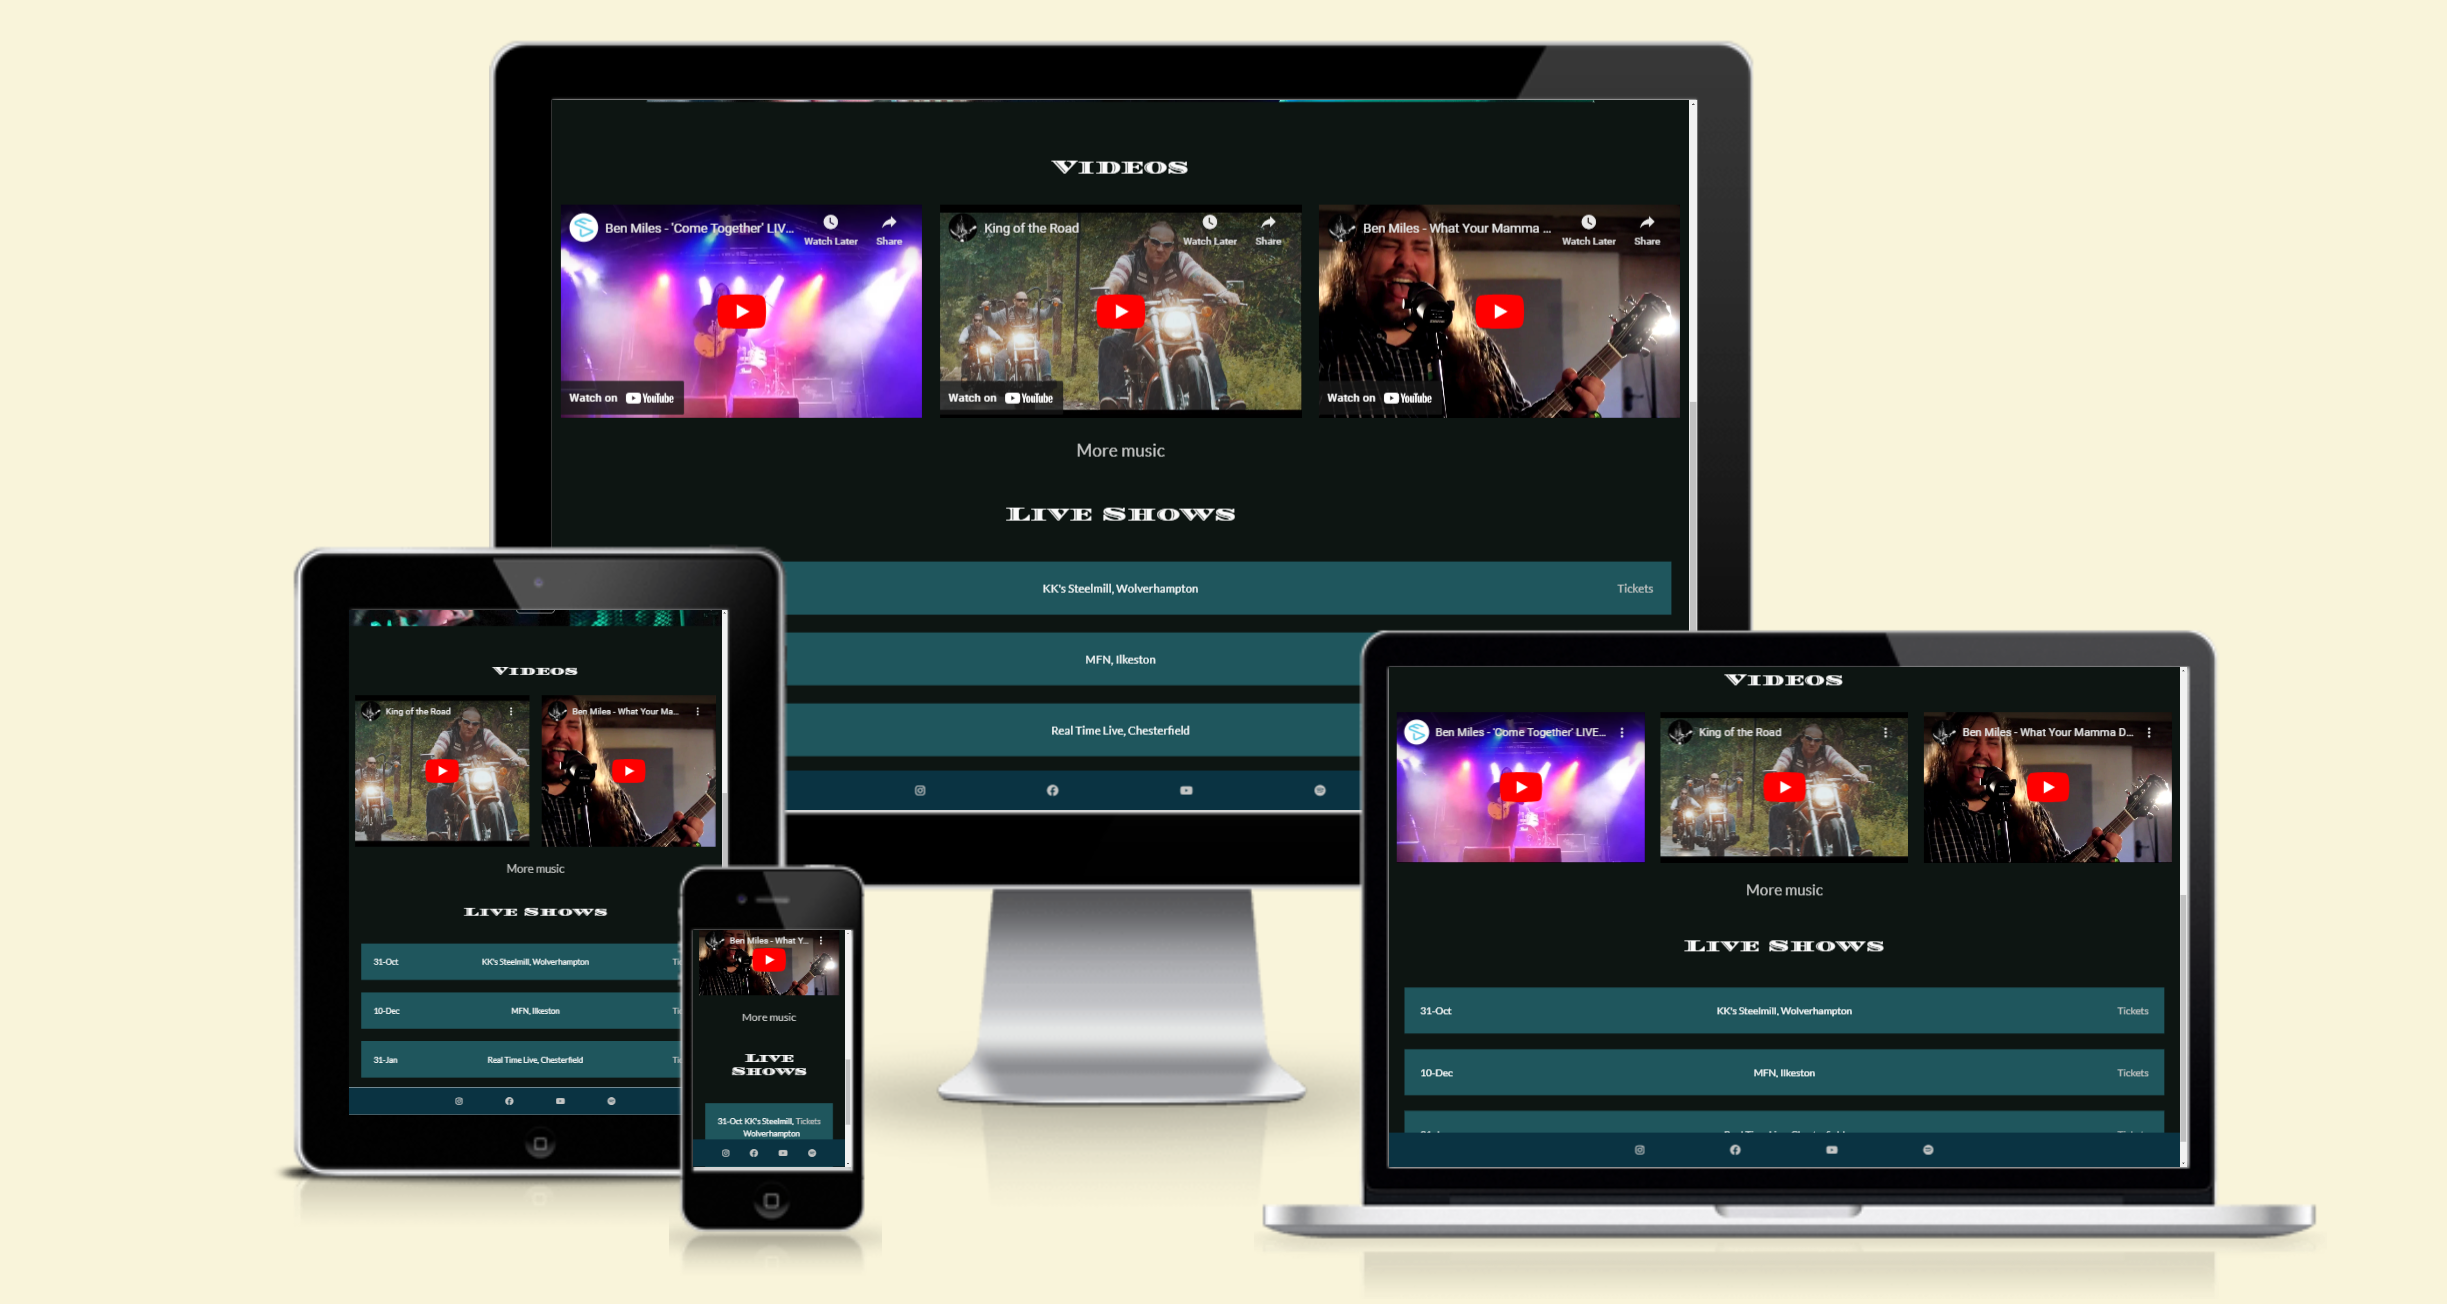 VIDEOS
Ben Miles - 'Come Together' LIV...
Watch Later
Share
King of the Road
Watch Later
Share
Ben Miles - What Your Mamma ...
Watch Later
Share
Watch on YouTube
Watch on YouTube
Watch on YouTube
More music
LIVE SHOWS
KK's Steelmill, Wolverhampton
Tickets
MFN, Ilkeston
Real Time Live, Chesterfield
VIDEOS
King of the Road
Ben Miles - What Your Ma...
More music
LIVE SHOWS
31-Oct
KK's Steelmill, Wolverhampton
10-Dec
MFN, Ilkeston
31-Jan
Real Time Live, Chesterfield
Ben Miles - What Y...
More music
LIVE
SHOWS
31-Oct KK's Steelmill, Tickets
Wolverhampton
VIDEOS
Ben Miles - 'Come Together' LIVE...
King of the Road
Ben Miles - What Your Mamma D...
More music
LIVE SHOWS
31-Oct
KK's Steelmill, Wolverhampton
Tickets
10-Dec
MFN, Ilkeston
Tickets